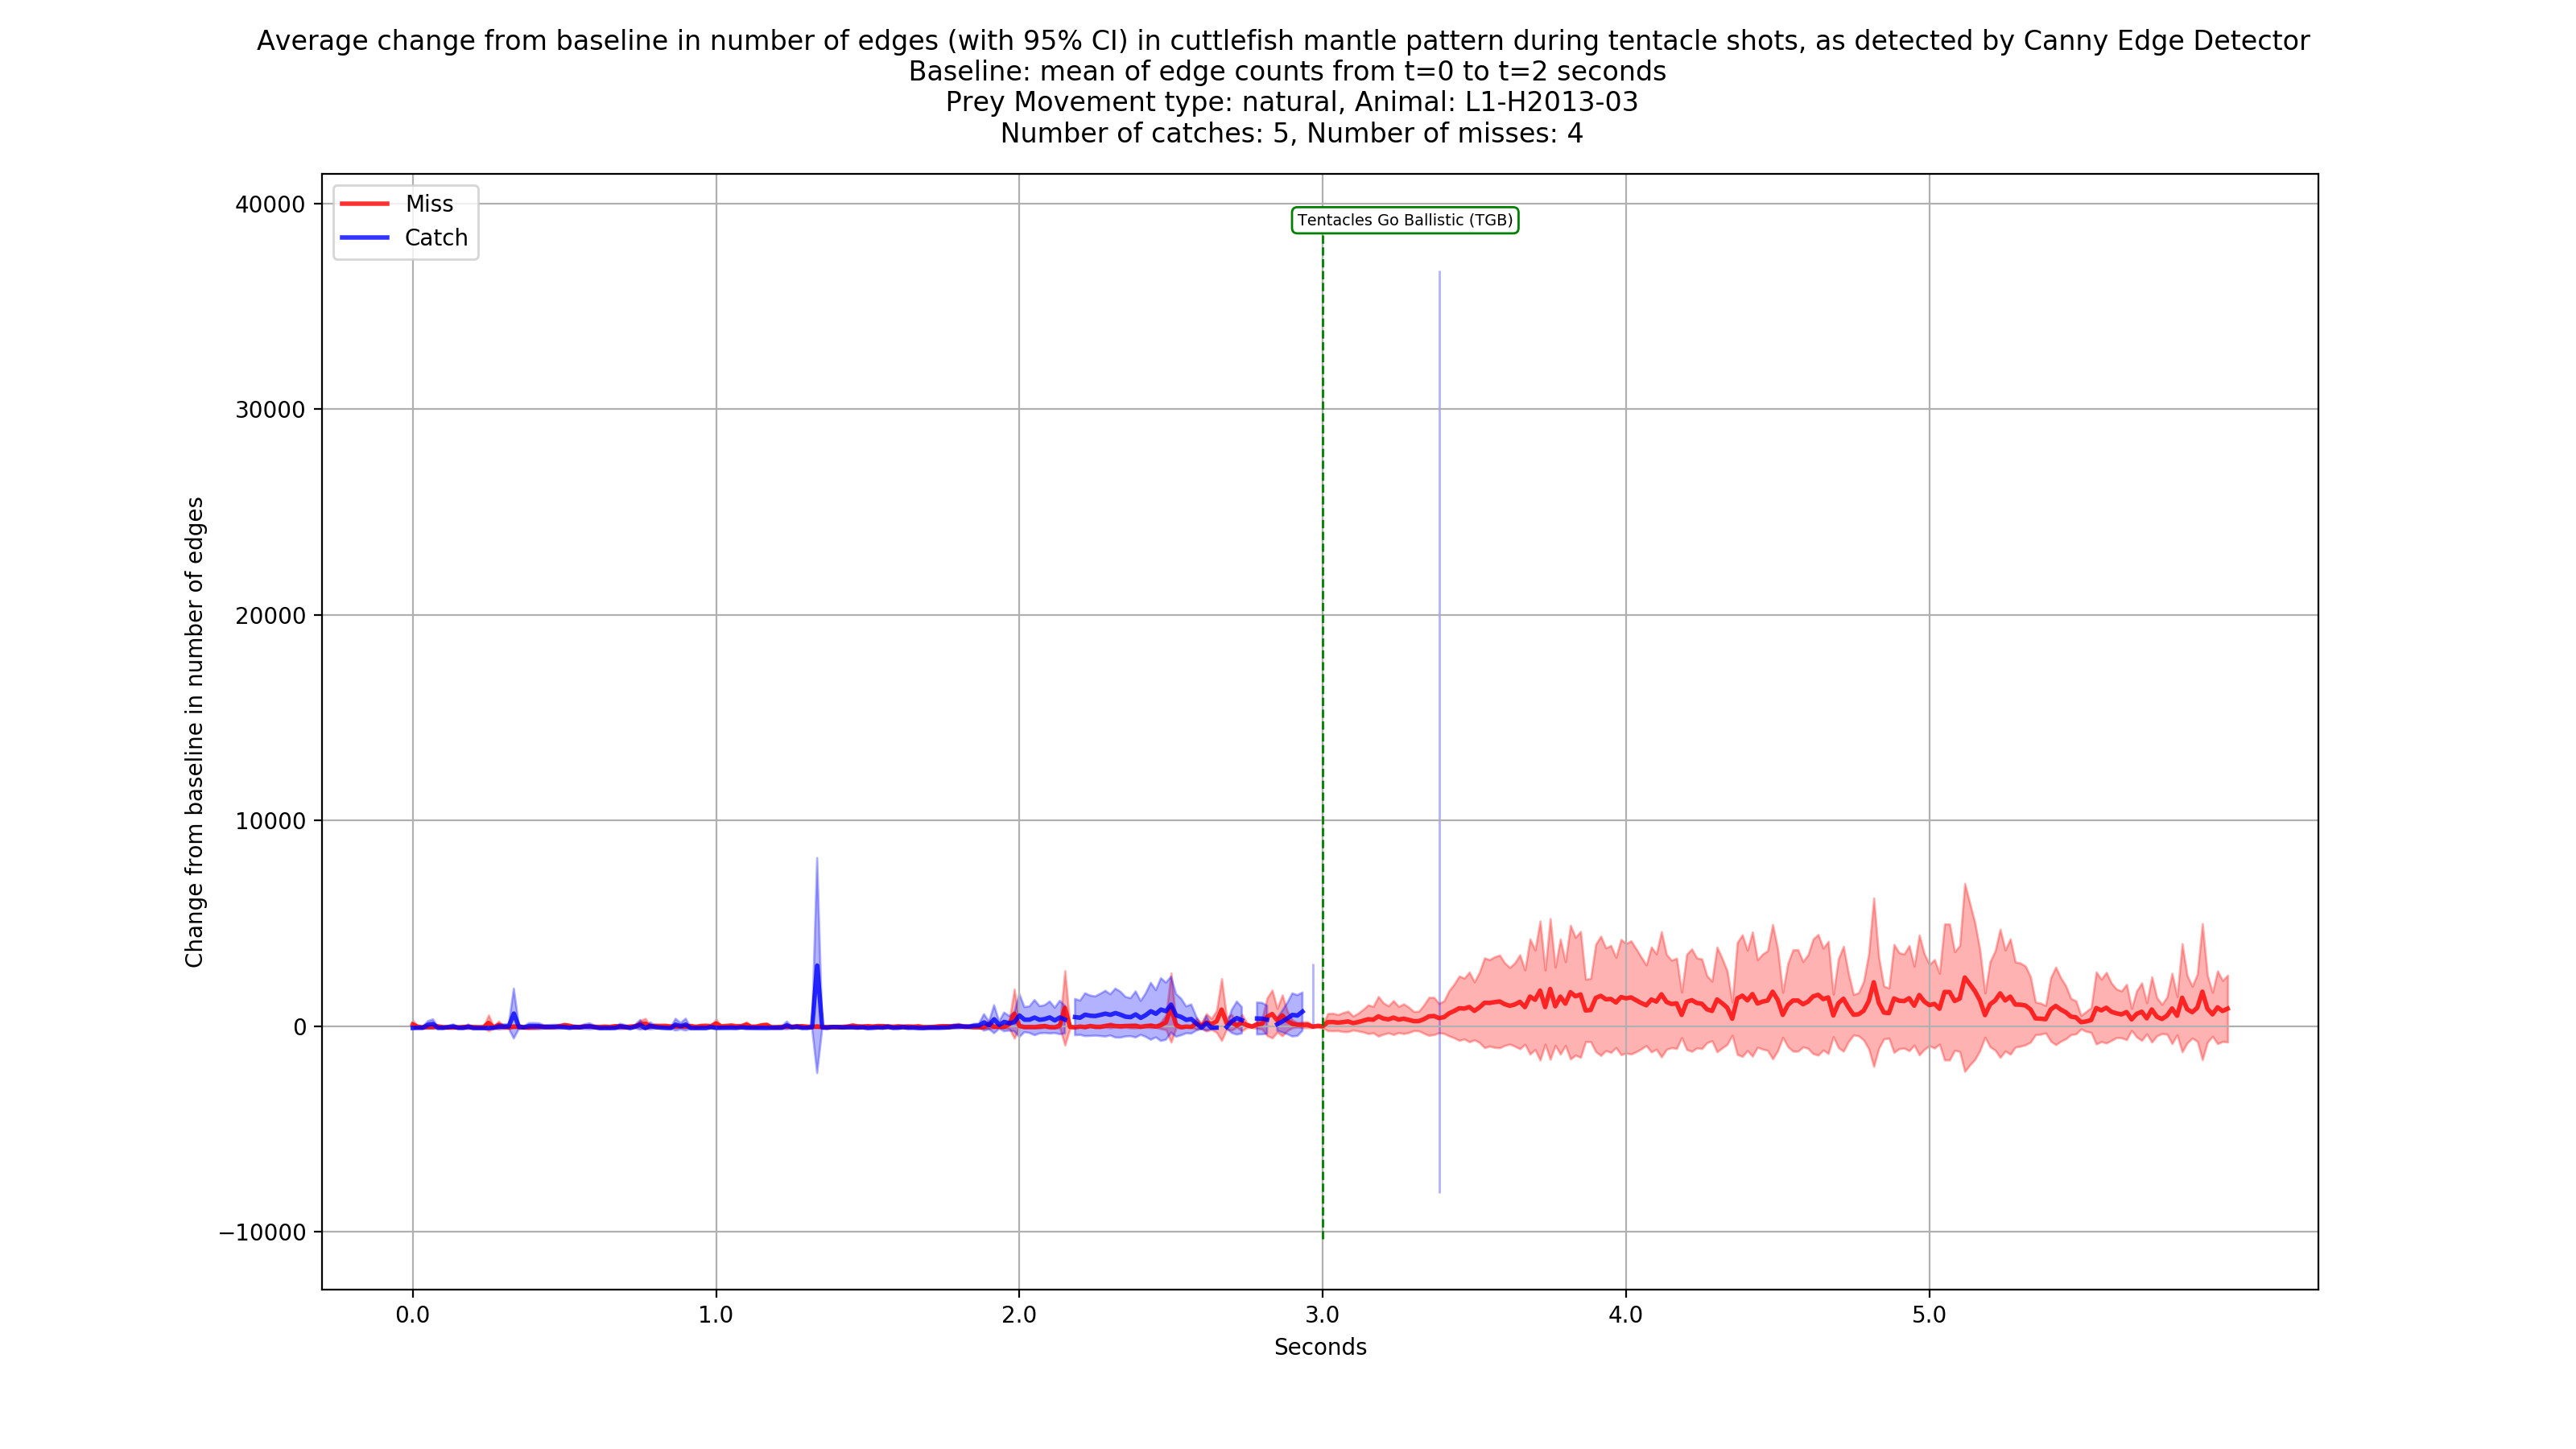 Average change from baseline in number of edges (with 95% CI) in cuttlefish mantle pattern during tentacle shots, as detected by Canny Edge Detector
Baseline: mean of edge counts from t=0 to t=2 seconds
Prey Movement type: natural, Animal: L1-H2013-03
Number of catches: 5, Number of misses: 4
Miss
Catch
Tentacles Go Ballistic (TGB)
40000
30000
20000
10000
0
−10000
Change from baseline in number of edges
0.0 1.0 2.0 3.0 4.0 5.0
Seconds